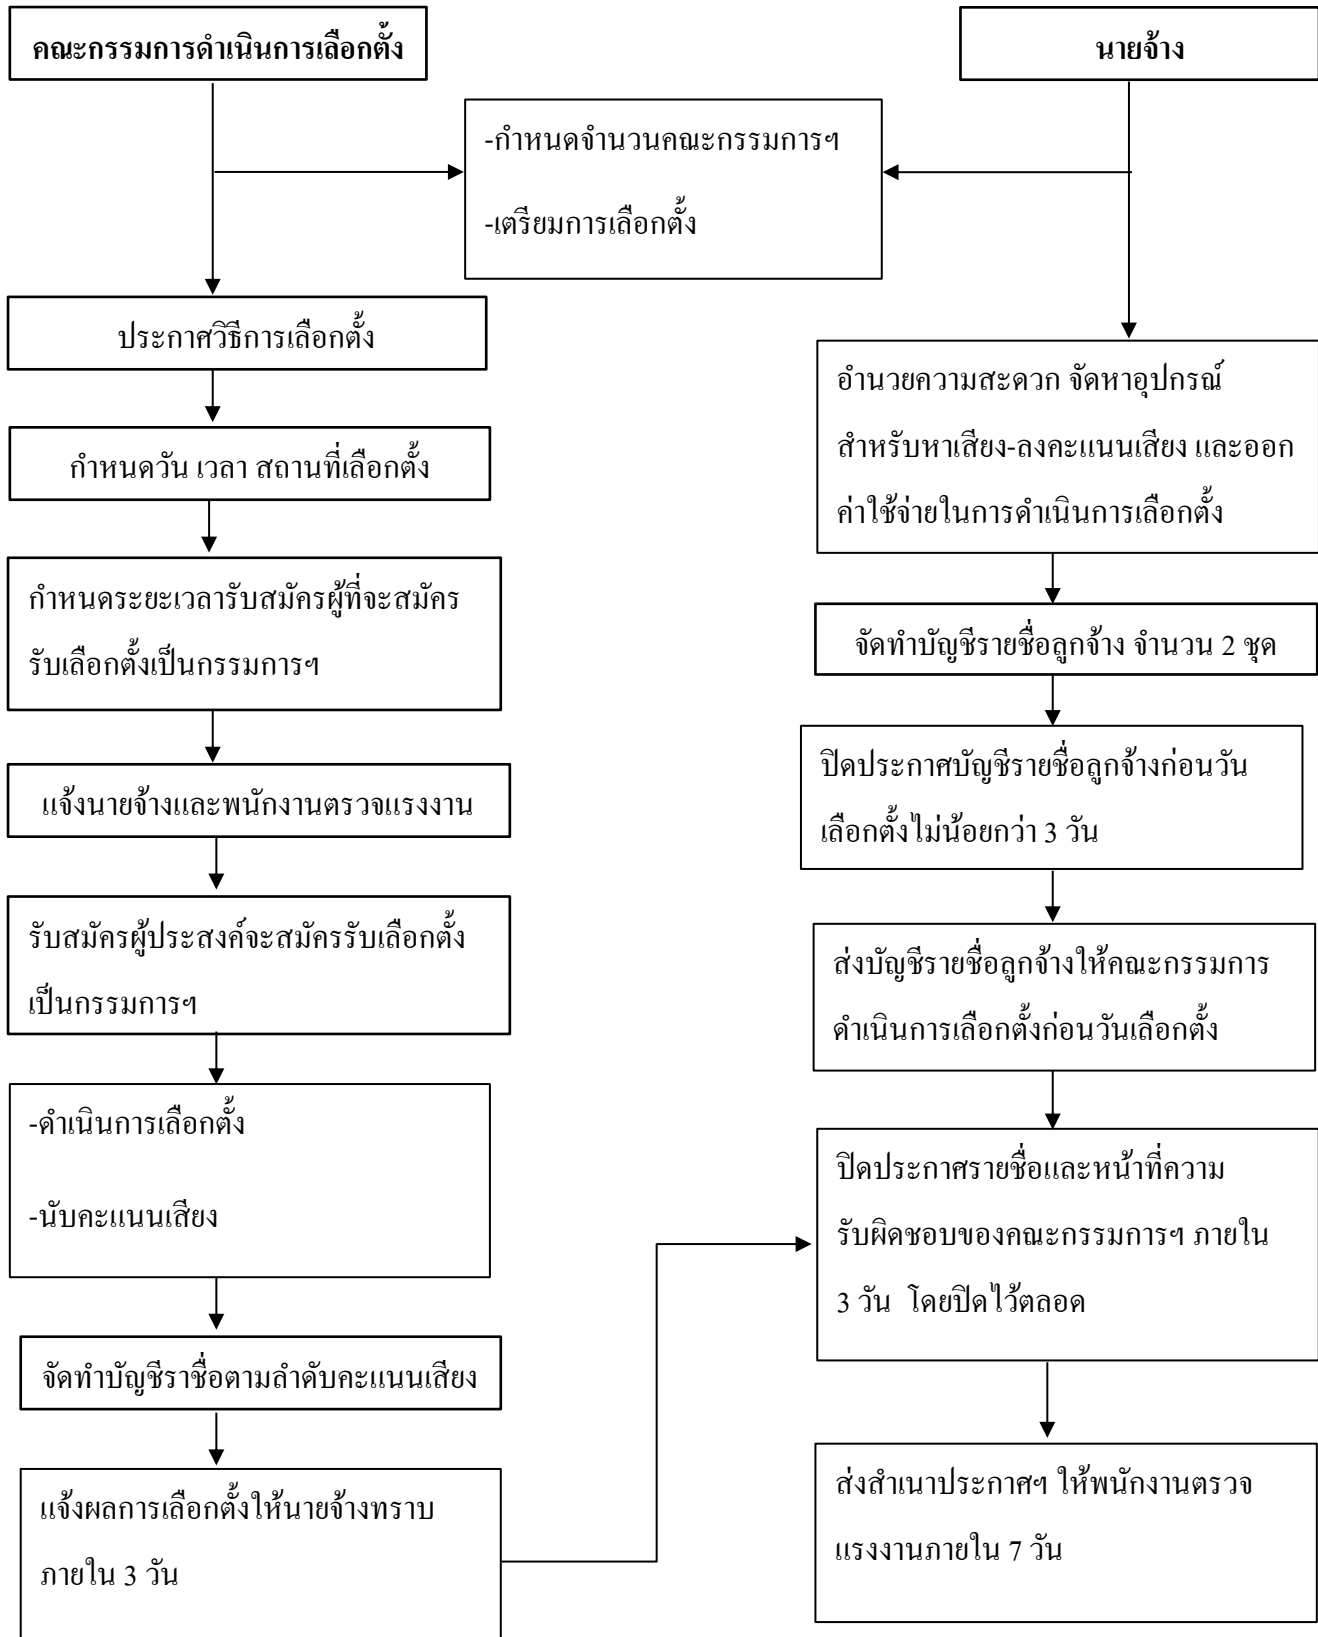 คณะกรรมการดำเนินการเลือกตั้ง
นายจ้าง
-กำหนดจำนวนคณะกรรมการฯ
-เตรียมการเลือกตั้ง
ประกาศวิธีการเลือกตั้ง
กำหนดวัน เวลา สถานที่เลือกตั้ง
กำหนดระยะเวลารับสมัครผู้ที่จะสมัคร
รับเลือกตั้งเป็นกรรมการฯ
แจ้งนายจ้างและพนักงานตรวจแรงงาน
รับสมัครผู้ประสงค์จะสมัครรับเลือกตั้ง
เป็นกรรมการฯ
-ดำเนินการเลือกตั้ง
-นับคะแนนเสียง
จัดทำบัญชีราชื่อตามลำดับคะแนนเสียง
แจ้งผลการเลือกตั้งให้นายจ้างทราบ
ภายใน 3 วัน
อำนวยความสะดวก จัดหาอุปกรณ์
สำหรับหาเสียง-ลงคะแนนเสียง และออก
ค่าใช้จ่ายในการดำเนินการเลือกตั้ง
จัดทำบัญชีรายชื่อลูกจ้าง จำนวน 2 ชุด
ปิดประกาศบัญชีรายชื่อลูกจ้างก่อนวัน
เลือกตั้งไม่น้อยกว่า 3 วัน
ส่งบัญชีรายชื่อลูกจ้างให้คณะกรรมการ
ดำเนินการเลือกตั้งก่อนวันเลือกตั้ง
ปิดประกาศรายชื่อและหน้าที่ความ
รับผิดชอบของคณะกรรมการฯ ภายใน
3 วัน โดยปิดไว้ตลอด
ส่งสำเนาประกาศฯ ให้พนักงานตรวจ
แรงงานภายใน 7 วัน